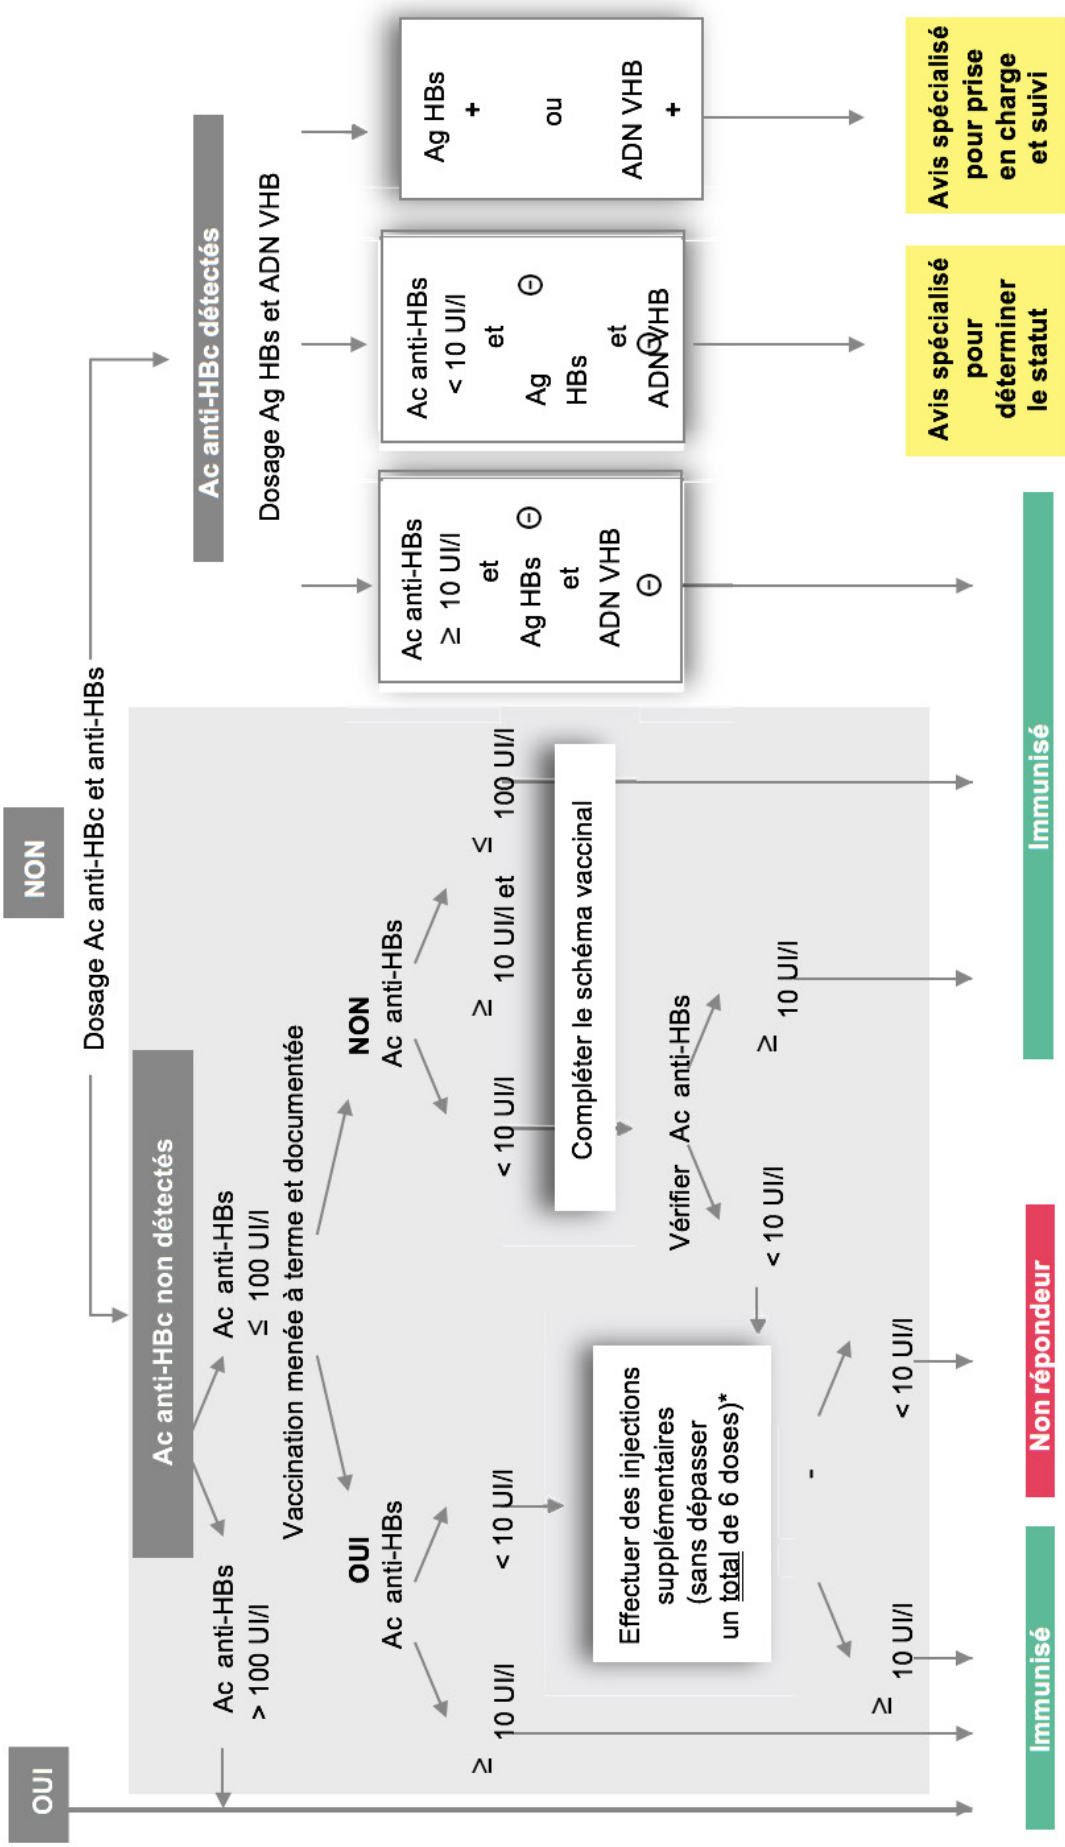 OUI
NON
Dosage Ac anti-HBc et anti-HBs
Ac anti-HBc non détectés
Ac anti-HBc détectés
Ac anti-HBs
> 100 UI/l
Ac anti-HBs
≤ 100 UI/l
Vaccination menée à terme et documentée
OUI
Ac anti-HBs
NON
Ac anti-HBs
≥
10 UI/l
< 10 UI/l
< 10 UI/l
≥ 10 UI/l et
≤ 100 UI/l
Compléter le schéma vaccinal
Vérifier Ac anti-HBs
< 10 UI/l
≥
10 UI/l
Effectuer des injections
supplémentaires
(sans dépasser
un total de 6 doses)*
-
≥
10 UI/l
< 10 UI/l
Dosage Ag HBs et ADN VHB
Ac anti-HBs
≥ 10 UI/l
et
Ag HBs ⊖
et
ADN VHB
⊖
Ac anti-HBs
< 10 UI/l
et
Ag ⊖
HBs
et
ADN VHB
⊖
Ag HBs
+
ou
ADN VHB
+
Immunisé
Non répondeur
Immunisé
Avis spécialisé
pour
déterminer
le statut
Avis spécialisé
pour prise
en charge
et suivi